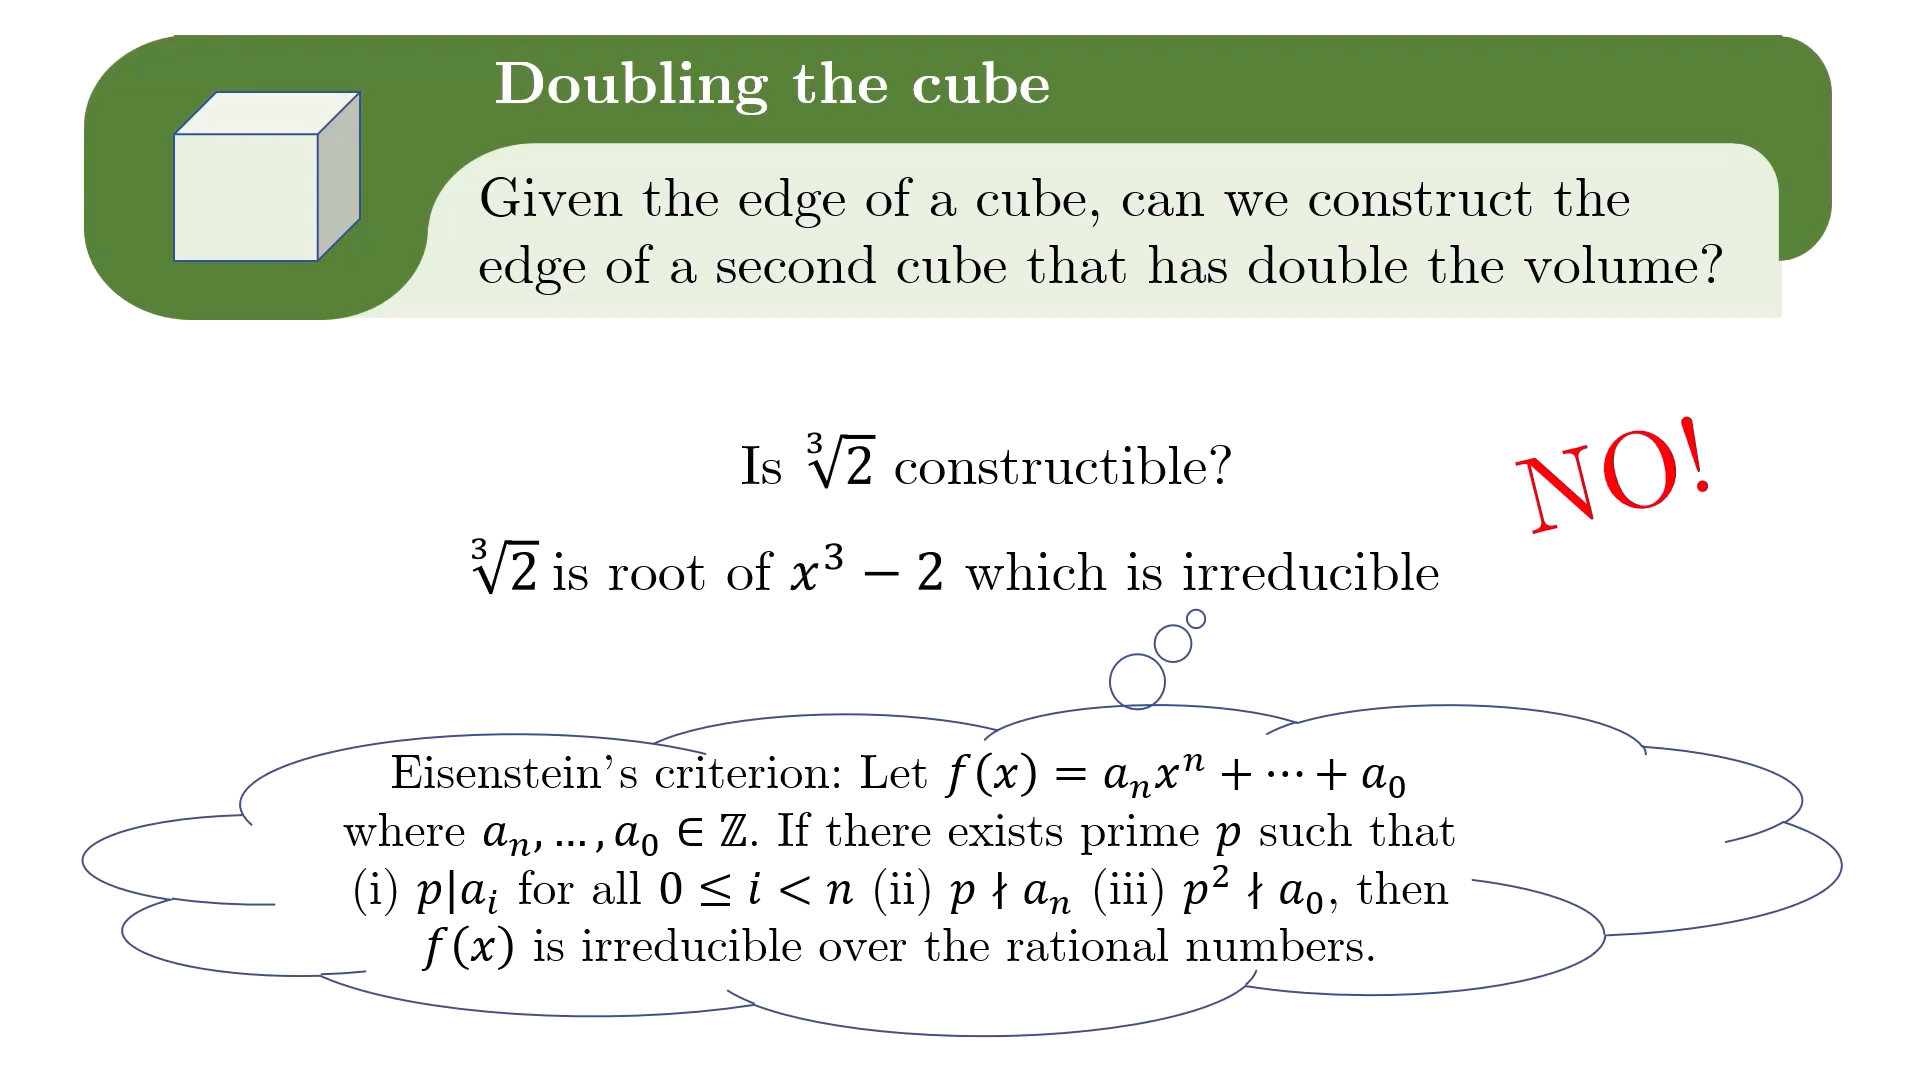 Doubling the cube
Given the edge of a cube, can we construct the
edge of a second cube that has double the volume?
Is ∛2 constructible?
NO!
∛2 is root of x³ − 2 which is irreducible
Eisenstein's criterion: Let f(x) = aₙxⁿ + ⋯ + a₀
where aₙ, … , a₀ ∈ ℤ. If there exists prime p such that
(i) p|aᵢ for all 0 ≤ i < n (ii) p ∤ aₙ (iii) p² ∤ a₀, then
f(x) is irreducible over the rational numbers.